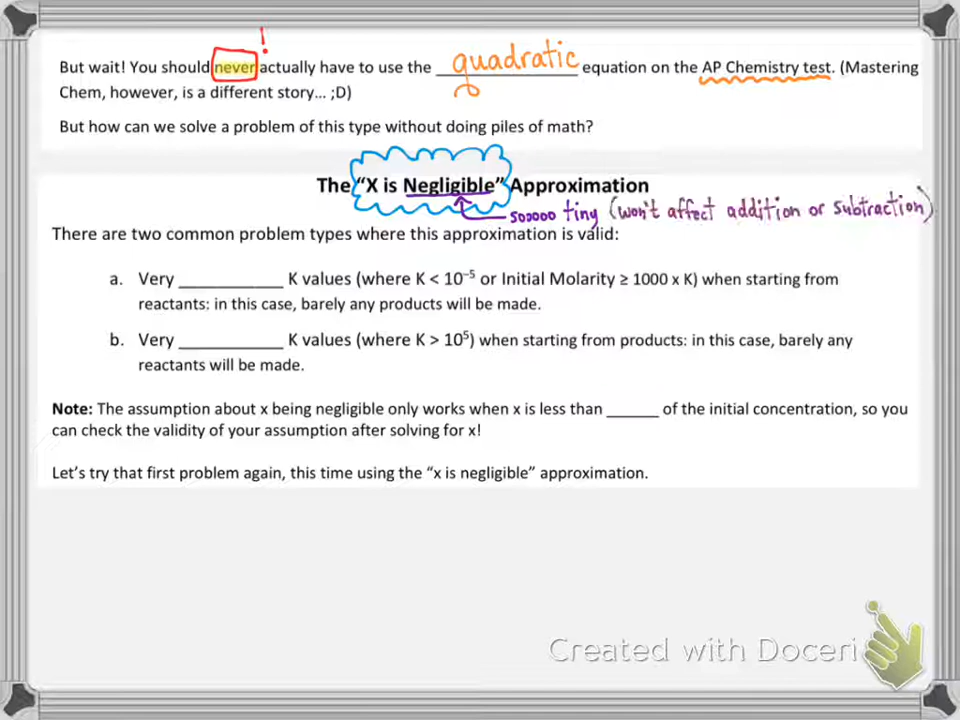 !
But wait! You should never actually have to use the quadratic equation on the AP Chemistry test. (Mastering
Chem, however, is a different story... ;D)
But how can we solve a problem of this type without doing piles of math?
The “X is Negligible” Approximation
sooooo tiny (won't affect addition or subtraction)
There are two common problem types where this approximation is valid:
a. Very ____________ K values (where K < 10⁻⁵ or Initial Molarity ≥ 1000 x K) when starting from
reactants: in this case, barely any products will be made.
b. Very ____________ K values (where K > 10⁵) when starting from products: in this case, barely any
reactants will be made.
Note: The assumption about x being negligible only works when x is less than ______ of the initial concentration, so you
can check the validity of your assumption after solving for x!
Let’s try that first problem again, this time using the “x is negligible” approximation.
Created with Doceri